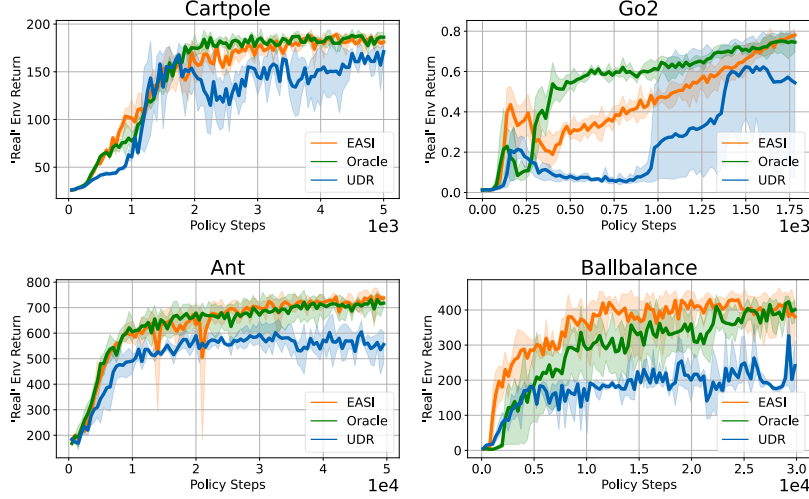 Cartpole
'Real' Env Return
200
150
100
50
EASI
Oracle
UDR
0 1 2 3 4 5
Policy Steps
1e3
Go2
'Real' Env Return
0.8
0.6
0.4
0.2
0.0
EASI
Oracle
UDR
0.00 0.25 0.50 0.75 1.00 1.25 1.50 1.75
Policy Steps
1e3
Ant
'Real' Env Return
800
700
600
500
400
300
200
EASI
Oracle
UDR
0 1 2 3 4 5
Policy Steps
1e4
Ballbalance
'Real' Env Return
400
300
200
100
0
EASI
Oracle
UDR
0.0 0.5 1.0 1.5 2.0 2.5 3.0
Policy Steps
1e4